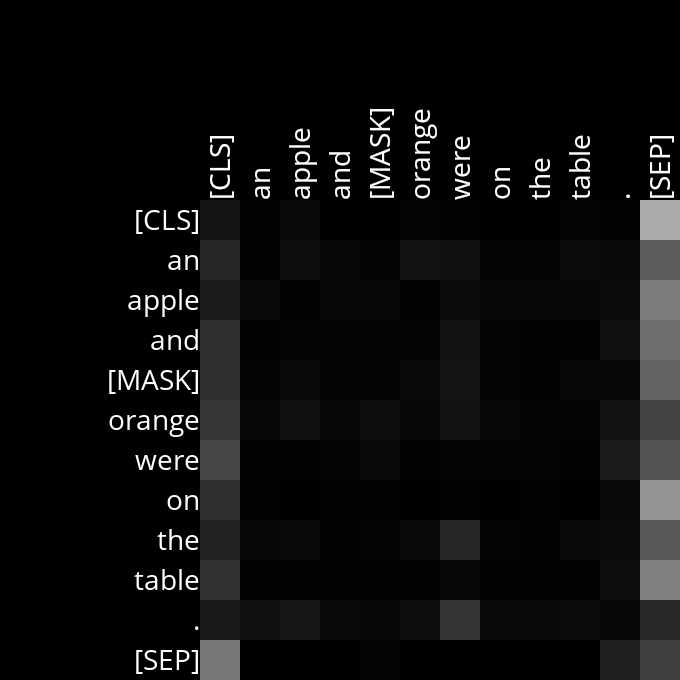 [CLS]
an
apple
and
[MASK]
orange
were
on
the
table
.
[SEP]
[CLS]
an
apple
and
[MASK]
orange
were
on
the
table
.
[SEP]